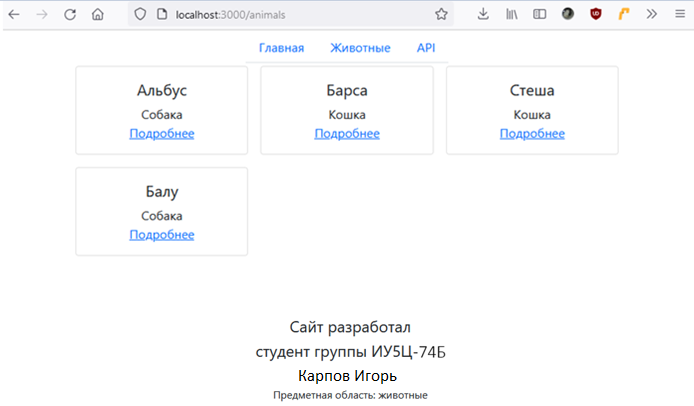 localhost:3000/animals
Главная Животные API
Альбус Барса Стеша
Собака Кошка Кошка
Подробнее Подробнее Подробнее
Балу
Собака
Подробнее
Сайт разработал
студент группы ИУ5Ц-74Б
Карпов Игорь
Предметная область: животные